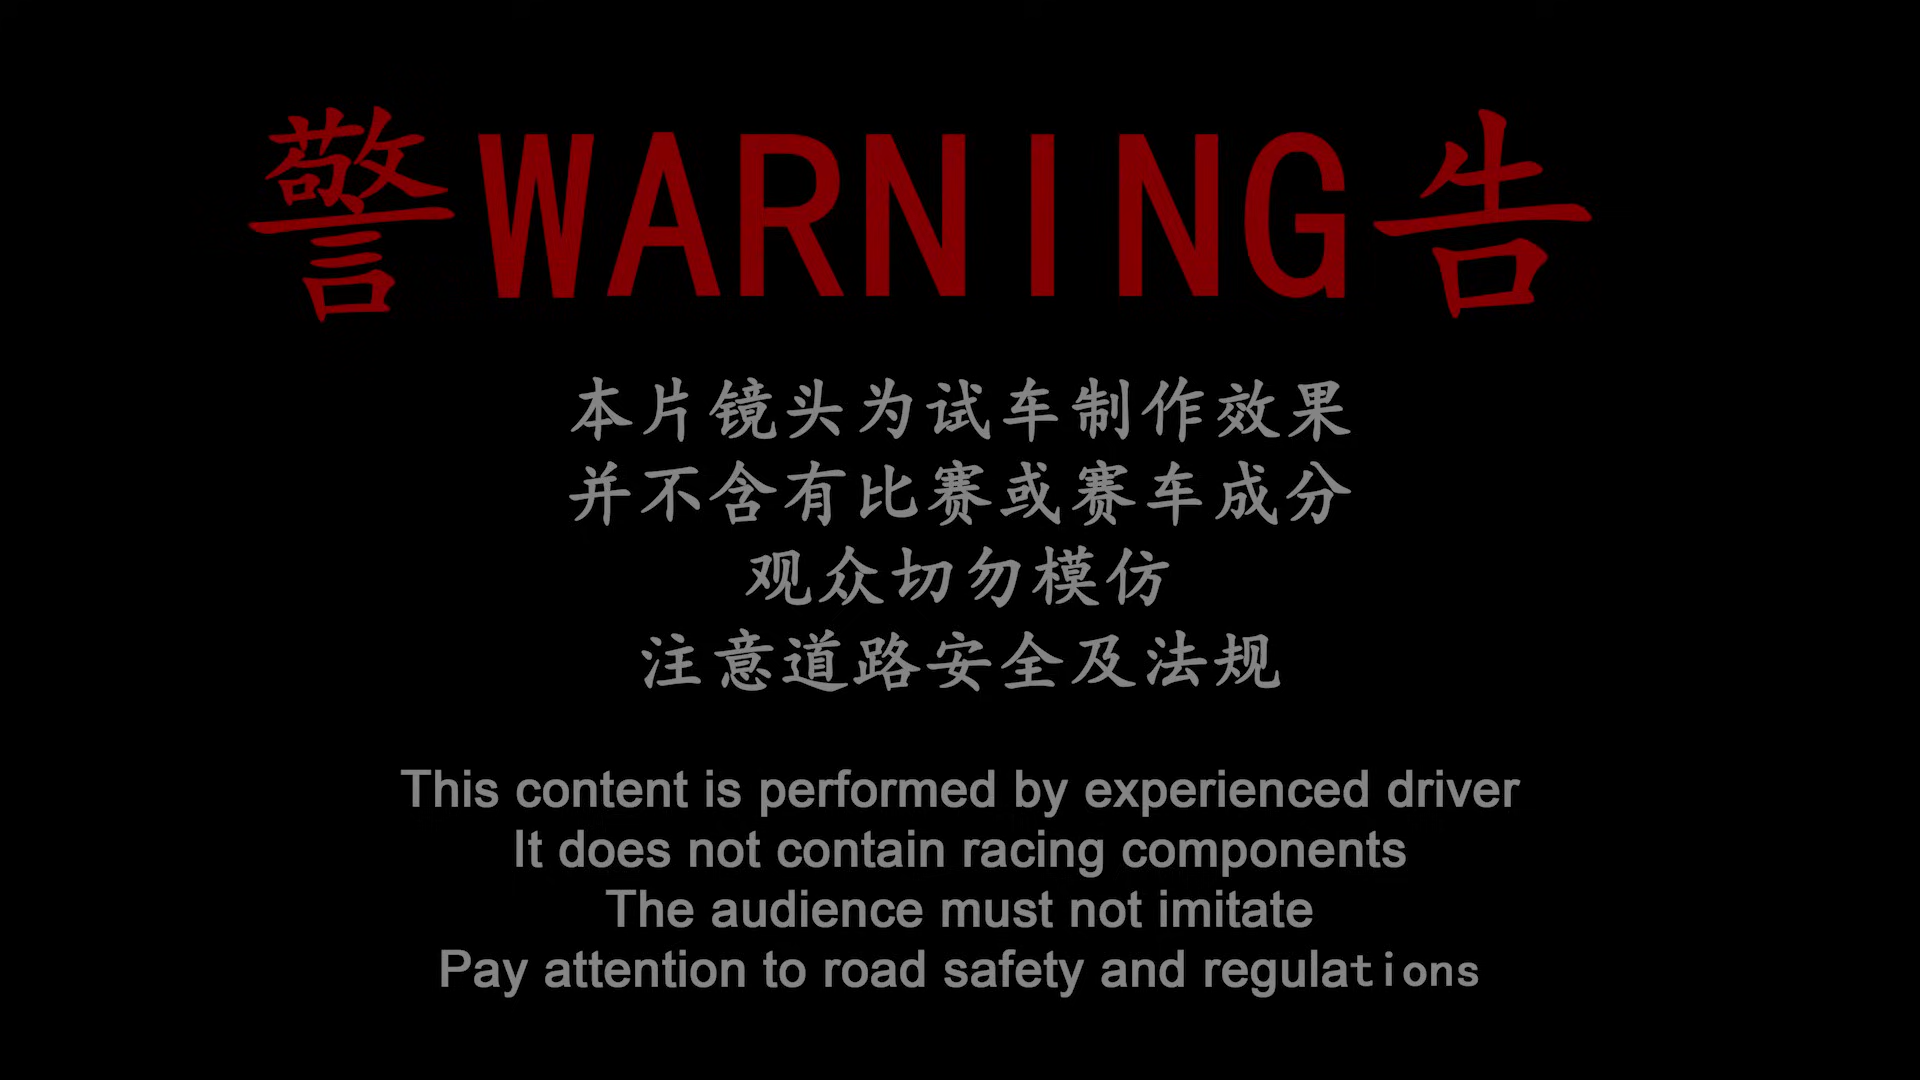 警WARNING告
本片镜头为试车制作效果
并不含有比赛或赛车成分
观众切勿模仿
注意道路安全及法规
This content is performed by experienced driver
It does not contain racing components
The audience must not imitate
Pay attention to road safety and regulations